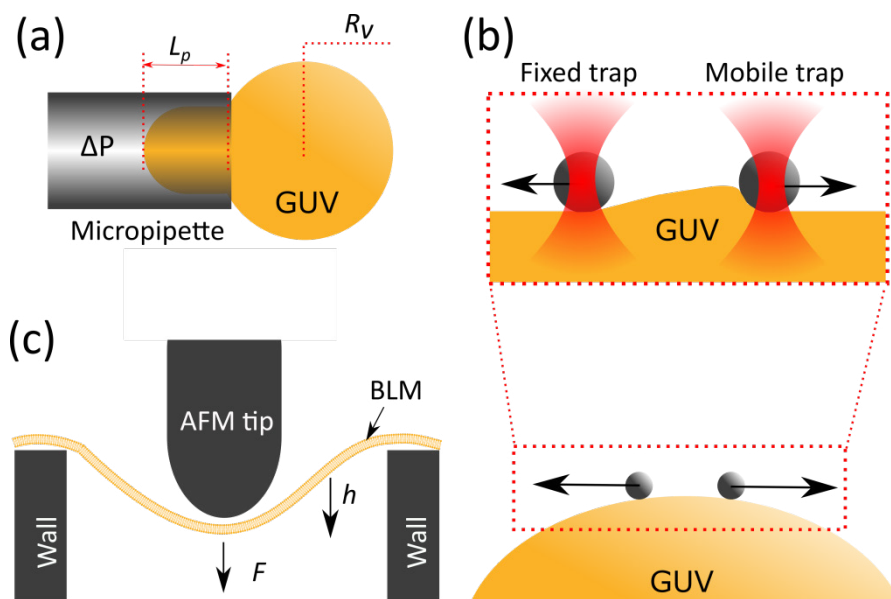 (a)
Lp
RV
ΔP
GUV
Micropipette
(b)
Fixed trap
Mobile trap
GUV
GUV
(c)
AFM tip
BLM
h
Wall
Wall
F